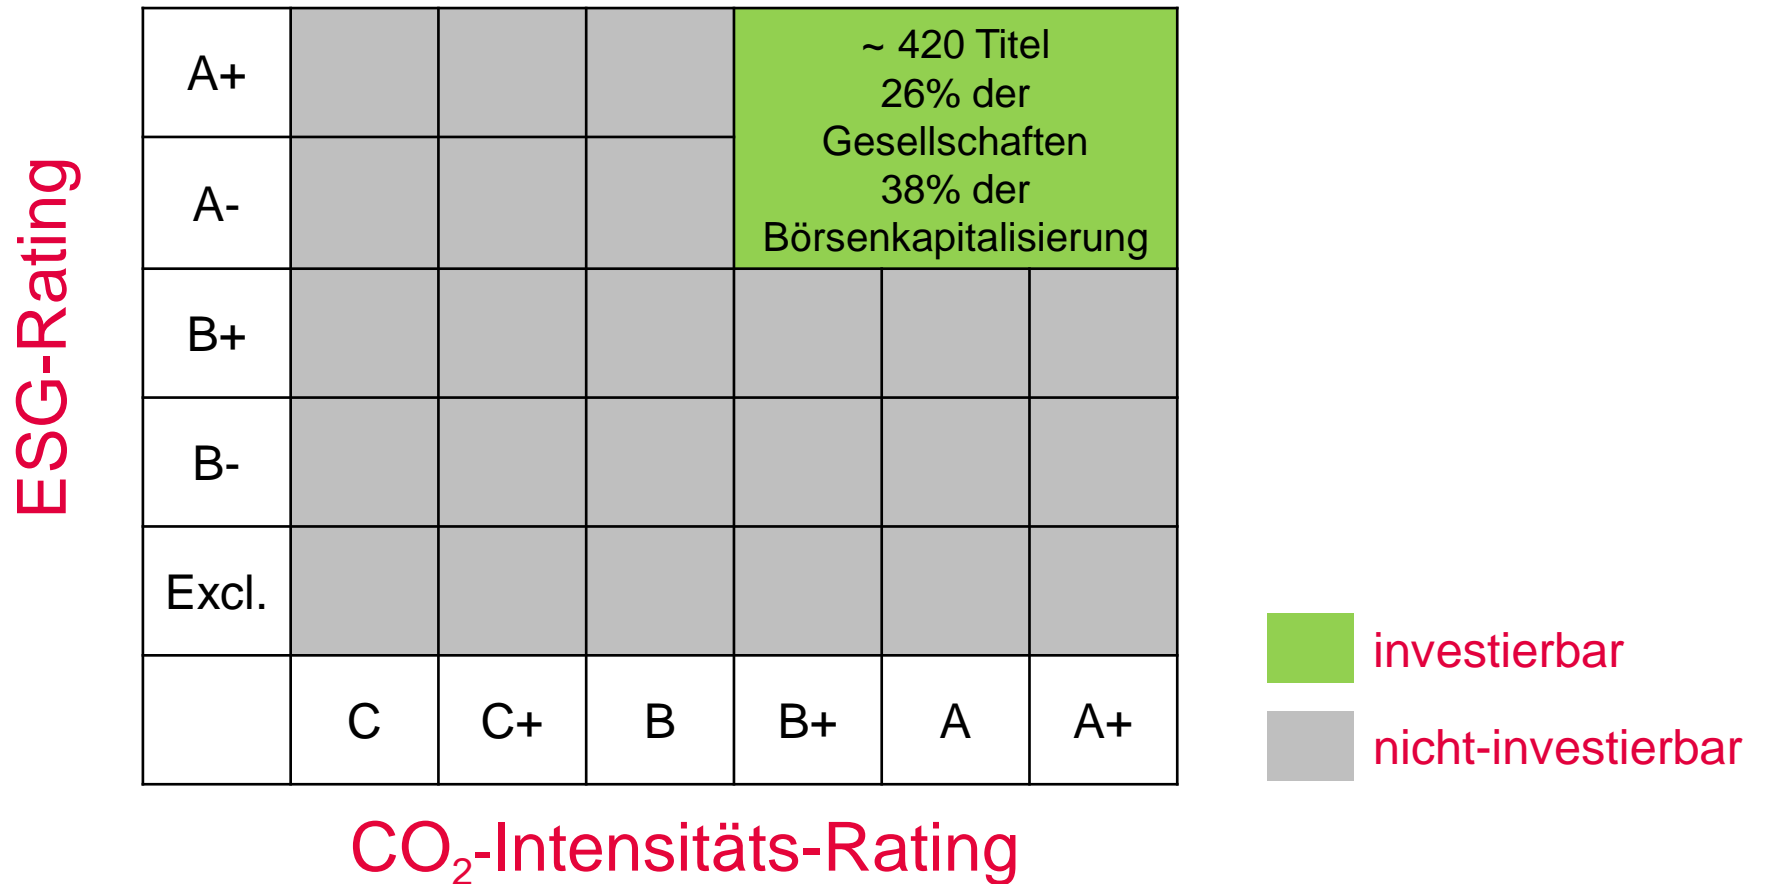 ESG-Rating
A+
~ 420 Titel
26% der
Gesellschaften
38% der
Börsenkapitalisierung
A-
B+
B-
Excl.
C
C+
B
B+
A
A+
CO₂-Intensitäts-Rating
investierbar
nicht-investierbar